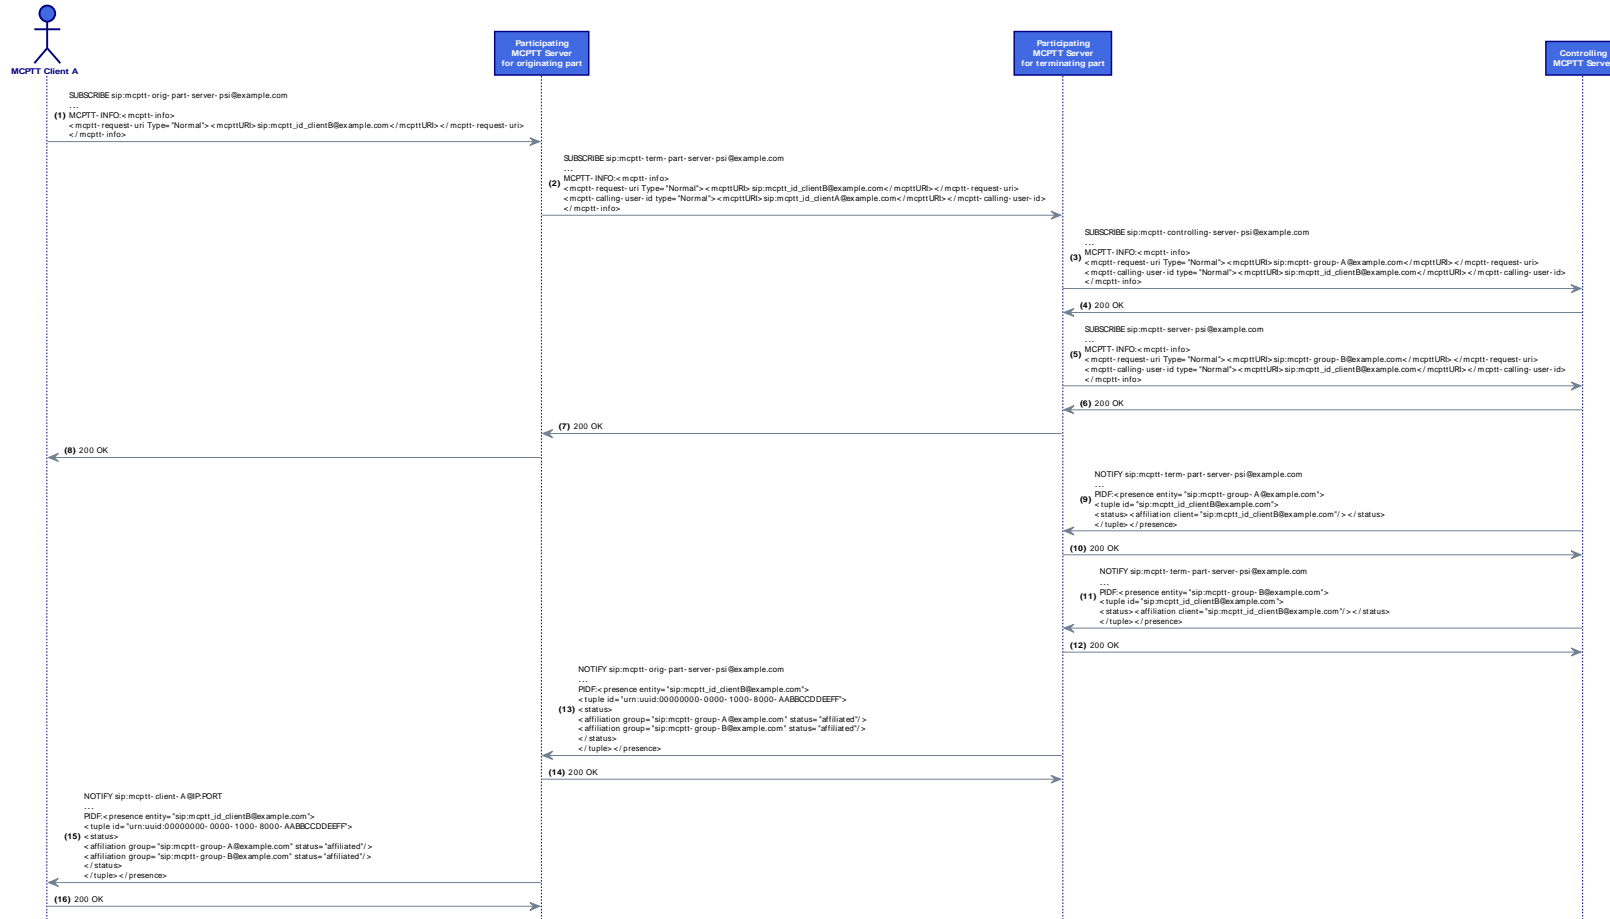 MCPTT Client A
Participating
MCPTT Server
for originating part
Participating
MCPTT Server
for terminating part
Controlling
MCPTT Serve
SUBSCRIBE sip:mcptt-orig-part-server-psi@example.com
...
(1) MCPTT-INFO:<mcptt-info>
<mcptt-request-uri Type="Normal"><mcpttURI>sip:mcptt_id_clientB@example.com</mcpttURI></mcptt-request-uri>
</mcptt-info>
SUBSCRIBE sip:mcptt-term-part-server-psi@example.com
...
MCPTT-INFO:<mcptt-info>
(2) <mcptt-request-uri Type="Normal"><mcpttURI>sip:mcptt_id_clientB@example.com</mcpttURI></mcptt-request-uri>
<mcptt-calling-user-id type="Normal"><mcpttURI>sip:mcptt_id_clientA@example.com</mcpttURI></mcptt-calling-user-id>
</mcptt-info>
SUBSCRIBE sip:mcptt-controlling-server-psi@example.com
...
MCPTT-INFO:<mcptt-info>
(3) <mcptt-request-uri Type="Normal"><mcpttURI>sip:mcptt-group-A@example.com</mcpttURI></mcptt-request-uri>
<mcptt-calling-user-id type="Normal"><mcpttURI>sip:mcptt_id_clientB@example.com</mcpttURI></mcptt-calling-user-id>
</mcptt-info>
(4) 200 OK
SUBSCRIBE sip:mcptt-server-psi@example.com
...
MCPTT-INFO:<mcptt-info>
(5) <mcptt-request-uri Type="Normal"><mcpttURI>sip:mcptt-group-B@example.com</mcpttURI></mcptt-request-uri>
<mcptt-calling-user-id type="Normal"><mcpttURI>sip:mcptt_id_clientB@example.com</mcpttURI></mcptt-calling-user-id>
</mcptt-info>
(6) 200 OK
(7) 200 OK
(8) 200 OK
NOTIFY sip:mcptt-term-part-server-psi@example.com
...
PIDF:<presence entity="sip:mcptt-group-A@example.com">
(9) <tuple id="sip:mcptt_id_clientB@example.com">
<status><affiliation client="sip:mcptt_id_clientB@example.com"/></status>
</tuple></presence>
(10) 200 OK
NOTIFY sip:mcptt-term-part-server-psi@example.com
...
PIDF:<presence entity="sip:mcptt-group-B@example.com">
(11) <tuple id="sip:mcptt_id_clientB@example.com">
<status><affiliation client="sip:mcptt_id_clientB@example.com"/></status>
</tuple></presence>
(12) 200 OK
NOTIFY sip:mcptt-orig-part-server-psi@example.com
...
PIDF:<presence entity="sip:mcptt_id_clientB@example.com">
<tuple id="urn:uuid:00000000-0000-1000-8000-AABBCCDDEEFF">
(13) <status>
<affiliation group="sip:mcptt-group-A@example.com" status="affiliated"/>
<affiliation group="sip:mcptt-group-B@example.com" status="affiliated"/>
</status>
</tuple></presence>
(14) 200 OK
NOTIFY sip:mcptt-client-A@IP:PORT
...
PIDF:<presence entity="sip:mcptt_id_clientB@example.com">
<tuple id="urn:uuid:00000000-0000-1000-8000-AABBCCDDEEFF">
(15) <status>
<affiliation group="sip:mcptt-group-A@example.com" status="affiliated"/>
<affiliation group="sip:mcptt-group-B@example.com" status="affiliated"/>
</status>
</tuple></presence>
(16) 200 OK